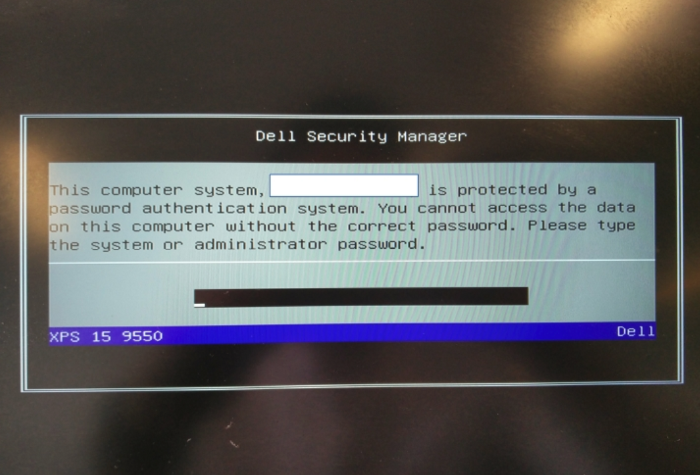 Dell Security Manager
This computer system, is protected by a
password authentication system. You cannot access the data
on this computer without the correct password. Please type
the system or administrator password.
XPS 15 9550 Dell